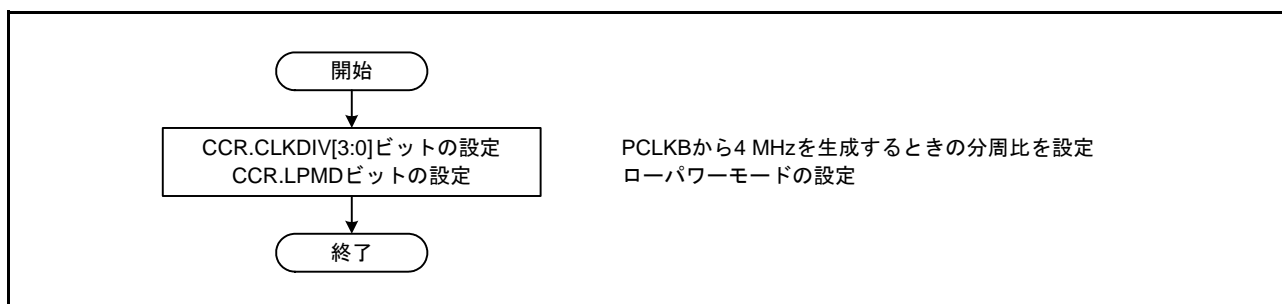 開始
CCR.CLKDIV[3:0]ビットの設定
CCR.LPMDビットの設定
PCLKBから4 MHzを生成するときの分周比を設定
ローパワーモードの設定
終了